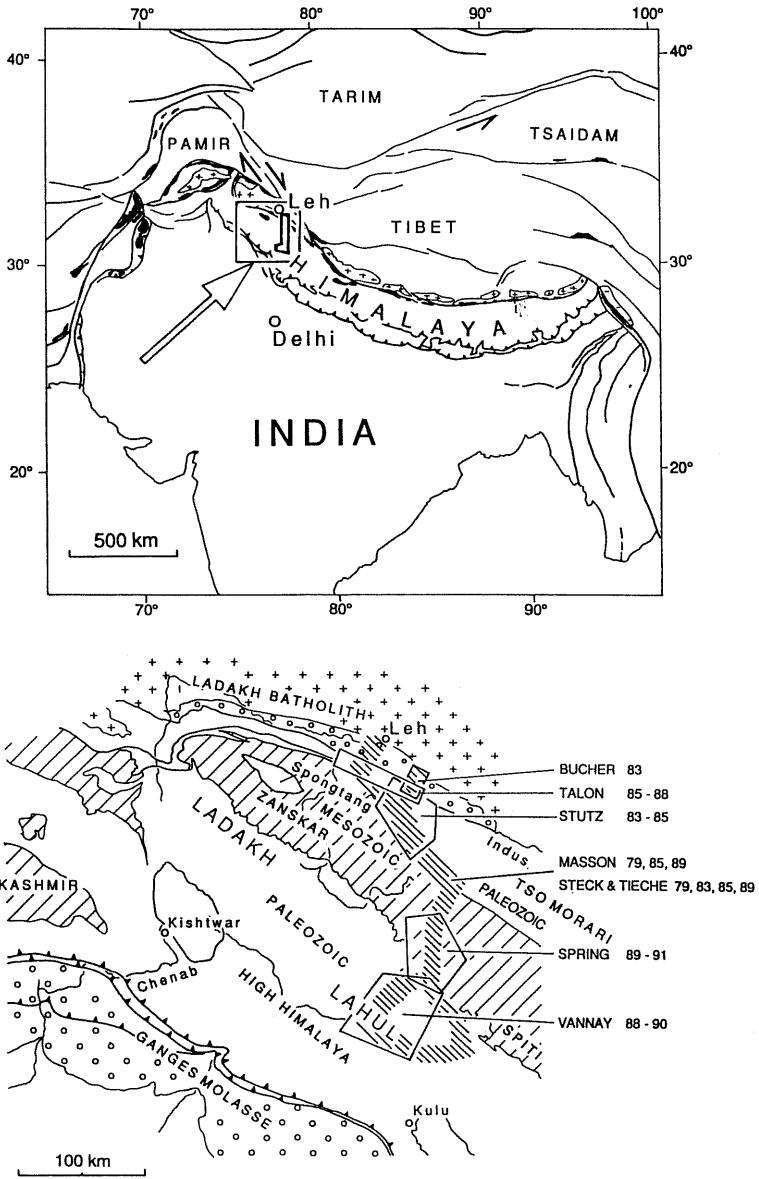 70°
80°
90°
100°
40°
40°
TARIM
TSAIDAM
PAMIR
Leh
TIBET
30°
30°
HIMALAYA
Delhi
INDIA
20°
20°
500 km
70°
80°
90°
LADAKH BATHOLITH
Leh
BUCHER 83
Spongtang
TALON 85 - 88
MESOZOIC
STUTZ 83 - 85
ZANSKAR
LADAKH
Indus
MASSON 79, 85, 89
TSO MORARI
STECK & TIECHE 79, 83, 85, 89
KASHMIR
PALEOZOIC
PALEOZOIC
Kishtwar
SPRING 89 - 91
Chenab
HIGH HIMALAYA
LAHUL
VANNAY 88 - 90
SPITI
GANGES MOLASSE
Kulu
100 km